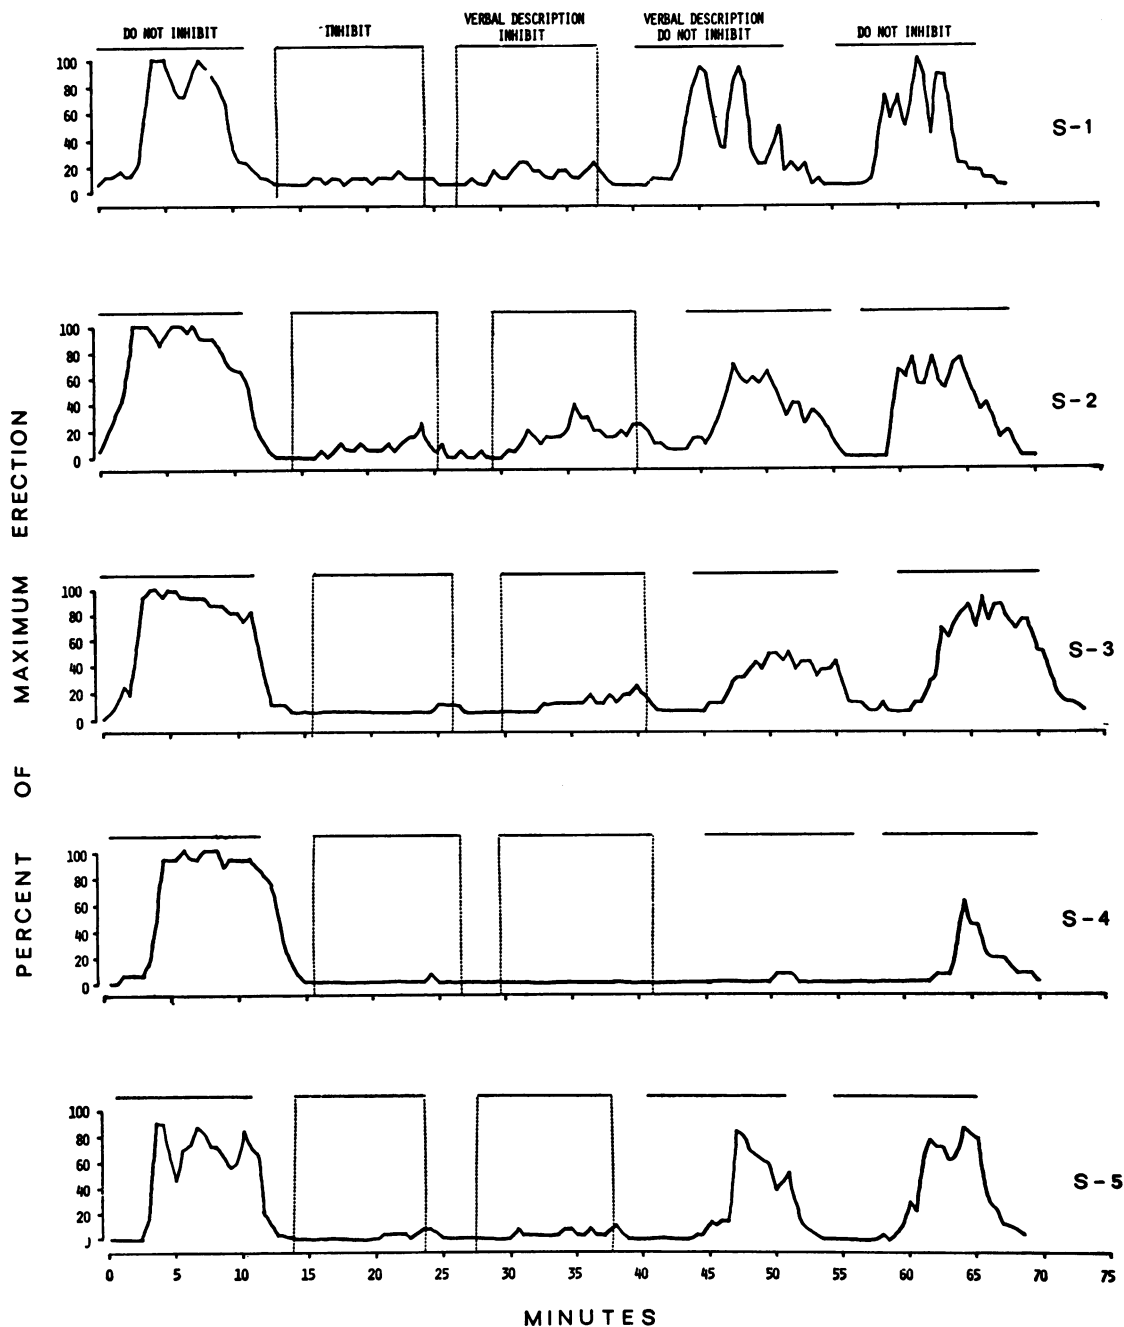 DO NOT INHIBIT
INHIBIT
VERBAL DESCRIPTION
INHIBIT
VERBAL DESCRIPTION
DO NOT INHIBIT
DO NOT INHIBIT
100
80
60
40
20
0
S-1
100
80
60
40
20
0
S-2
100
80
60
40
20
0
S-3
100
80
60
40
20
0
S-4
100
80
60
40
20
S-5
0 5 10 15 20 25 30 35 40 45 50 55 60 65 70 75
MINUTES
PERCENT OF MAXIMUM ERECTION